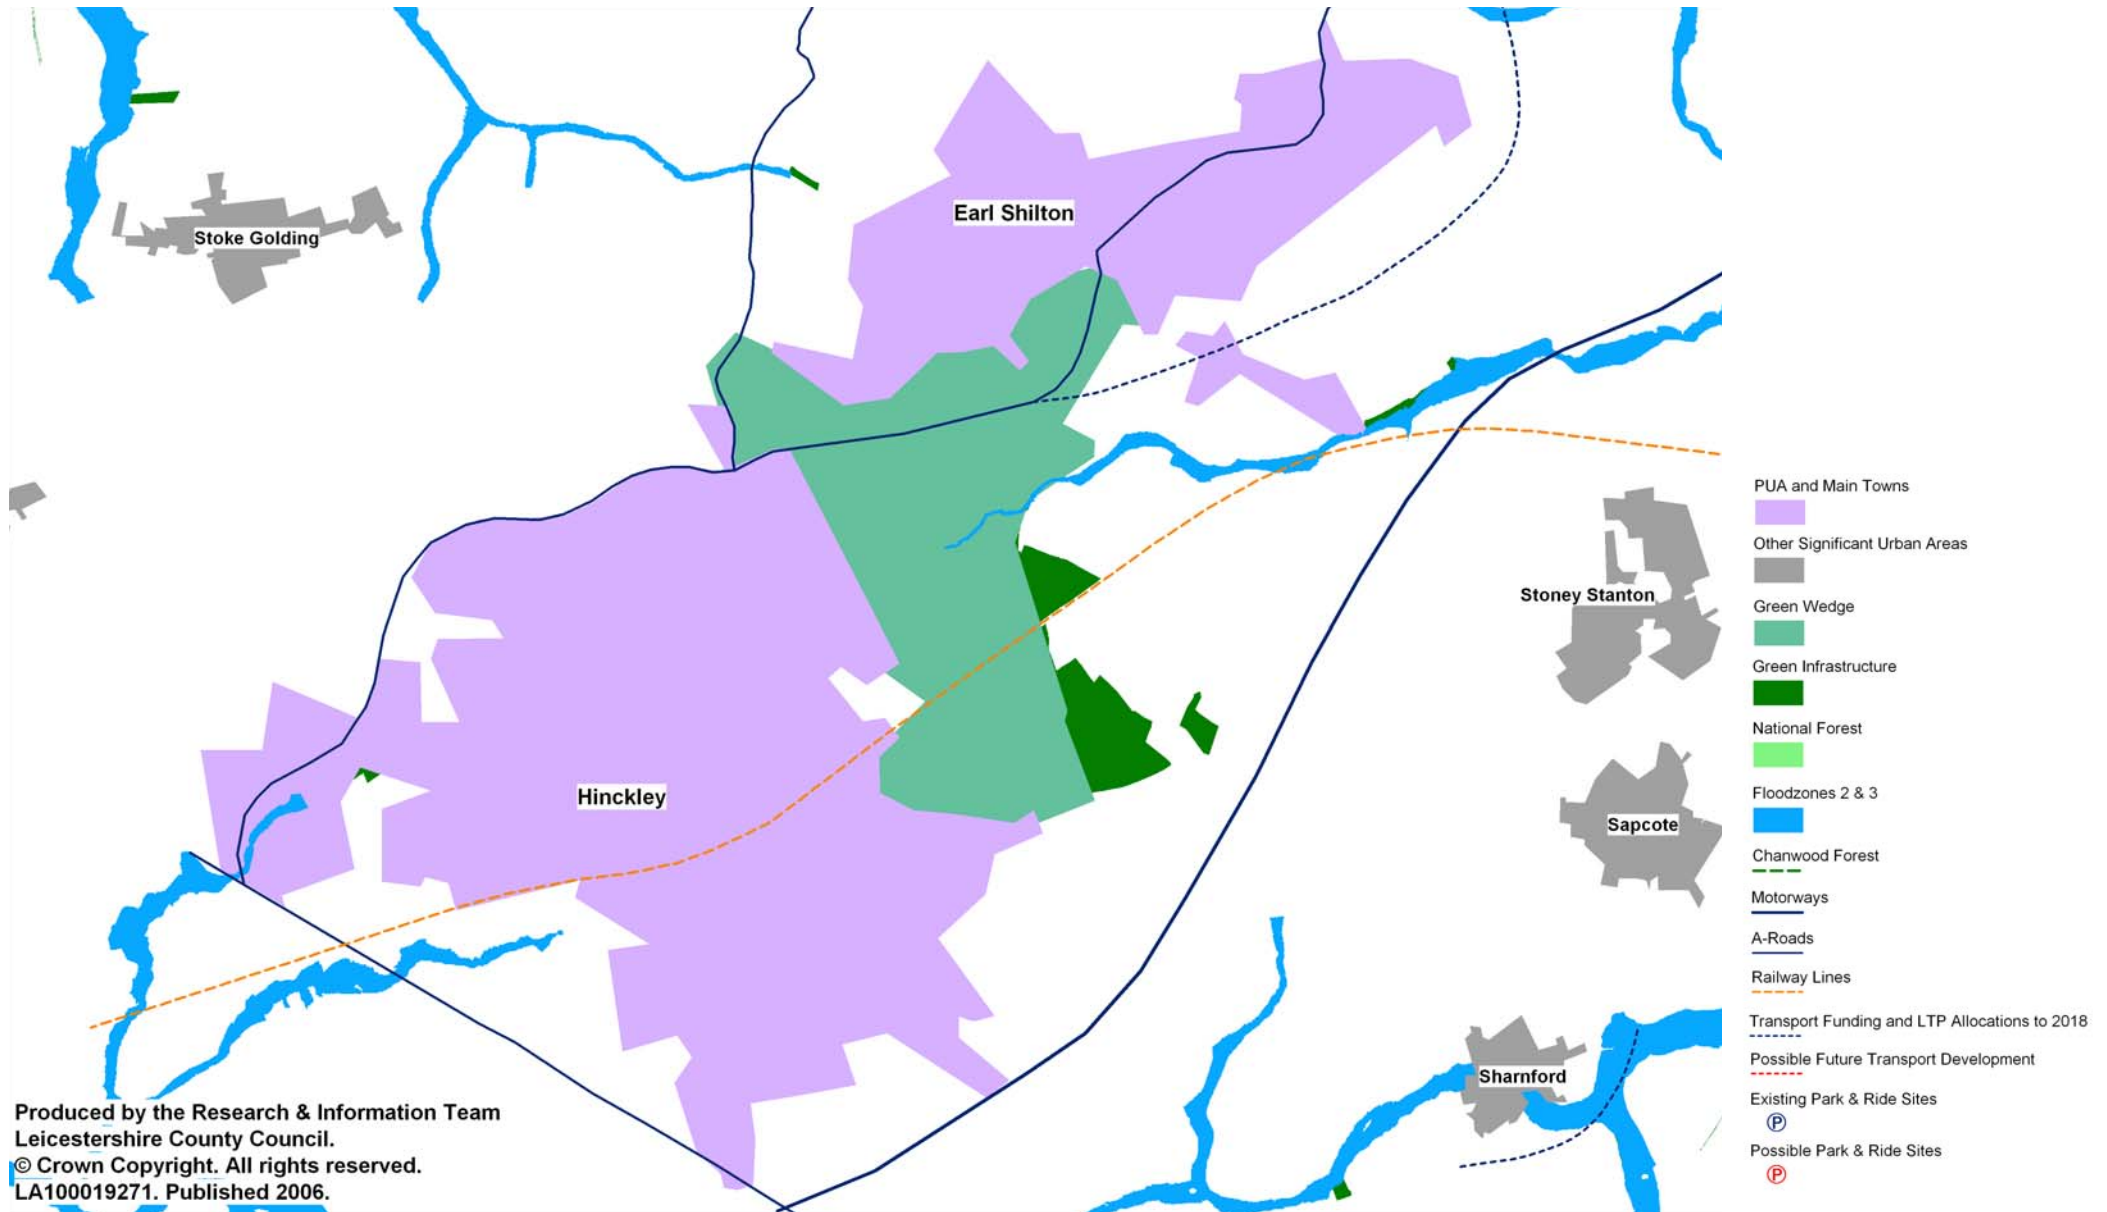 Earl Shilton
Stoke Golding
Stoney Stanton
Hinckley
Sapcote
Sharnford
Produced by the Research & Information Team
Leicestershire County Council.
© Crown Copyright. All rights reserved.
LA100019271. Published 2006.
PUA and Main Towns
Other Significant Urban Areas
Green Wedge
Green Infrastructure
National Forest
Floodzones 2 & 3
Chanwood Forest
Motorways
A-Roads
Railway Lines
Transport Funding and LTP Allocations to 2018
Possible Future Transport Development
Existing Park & Ride Sites
P
Possible Park & Ride Sites
P